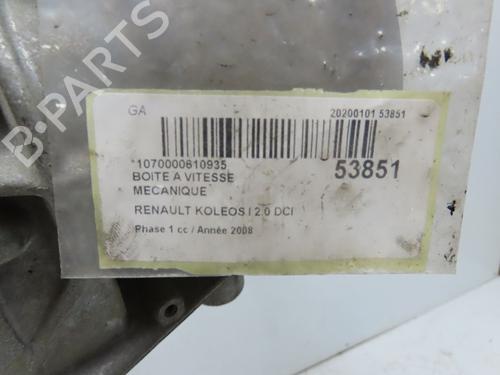 B-PARTS
GA
20200101 53851
*1070000610935
53851
BOITE A VITESSE
MECANIQUE
RENAULT KOLEOS I 2.0 DCI
Phase 1 cc / Année 2008